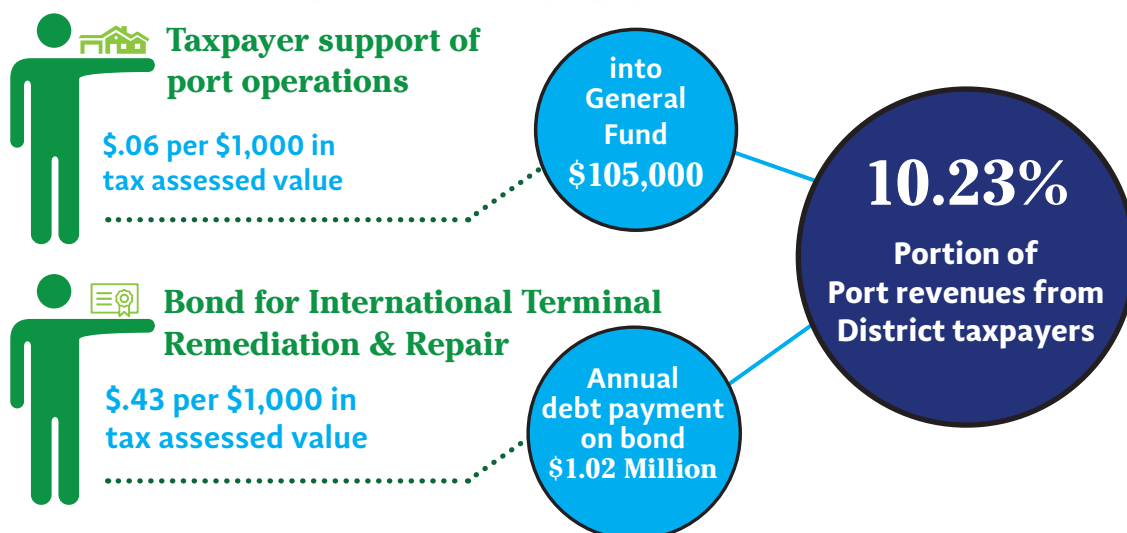 Taxpayer support of
port operations
$.06 per $1,000 in
tax assessed value
into
General
Fund
$105,000
Bond for International Terminal
Remediation & Repair
$.43 per $1,000 in
tax assessed value
Annual
debt payment
on bond
$1.02 Million
10.23%
Portion of
Port revenues from
District taxpayers